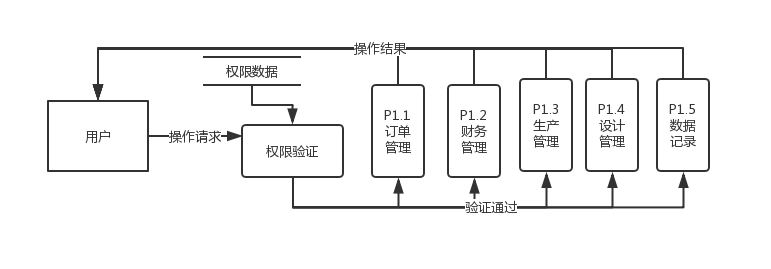 操作结果
权限数据
用户
操作请求
权限验证
P1.1
订单
管理
P1.2
财务
管理
P1.3
生产
管理
P1.4
设计
管理
P1.5
数据
记录
验证通过